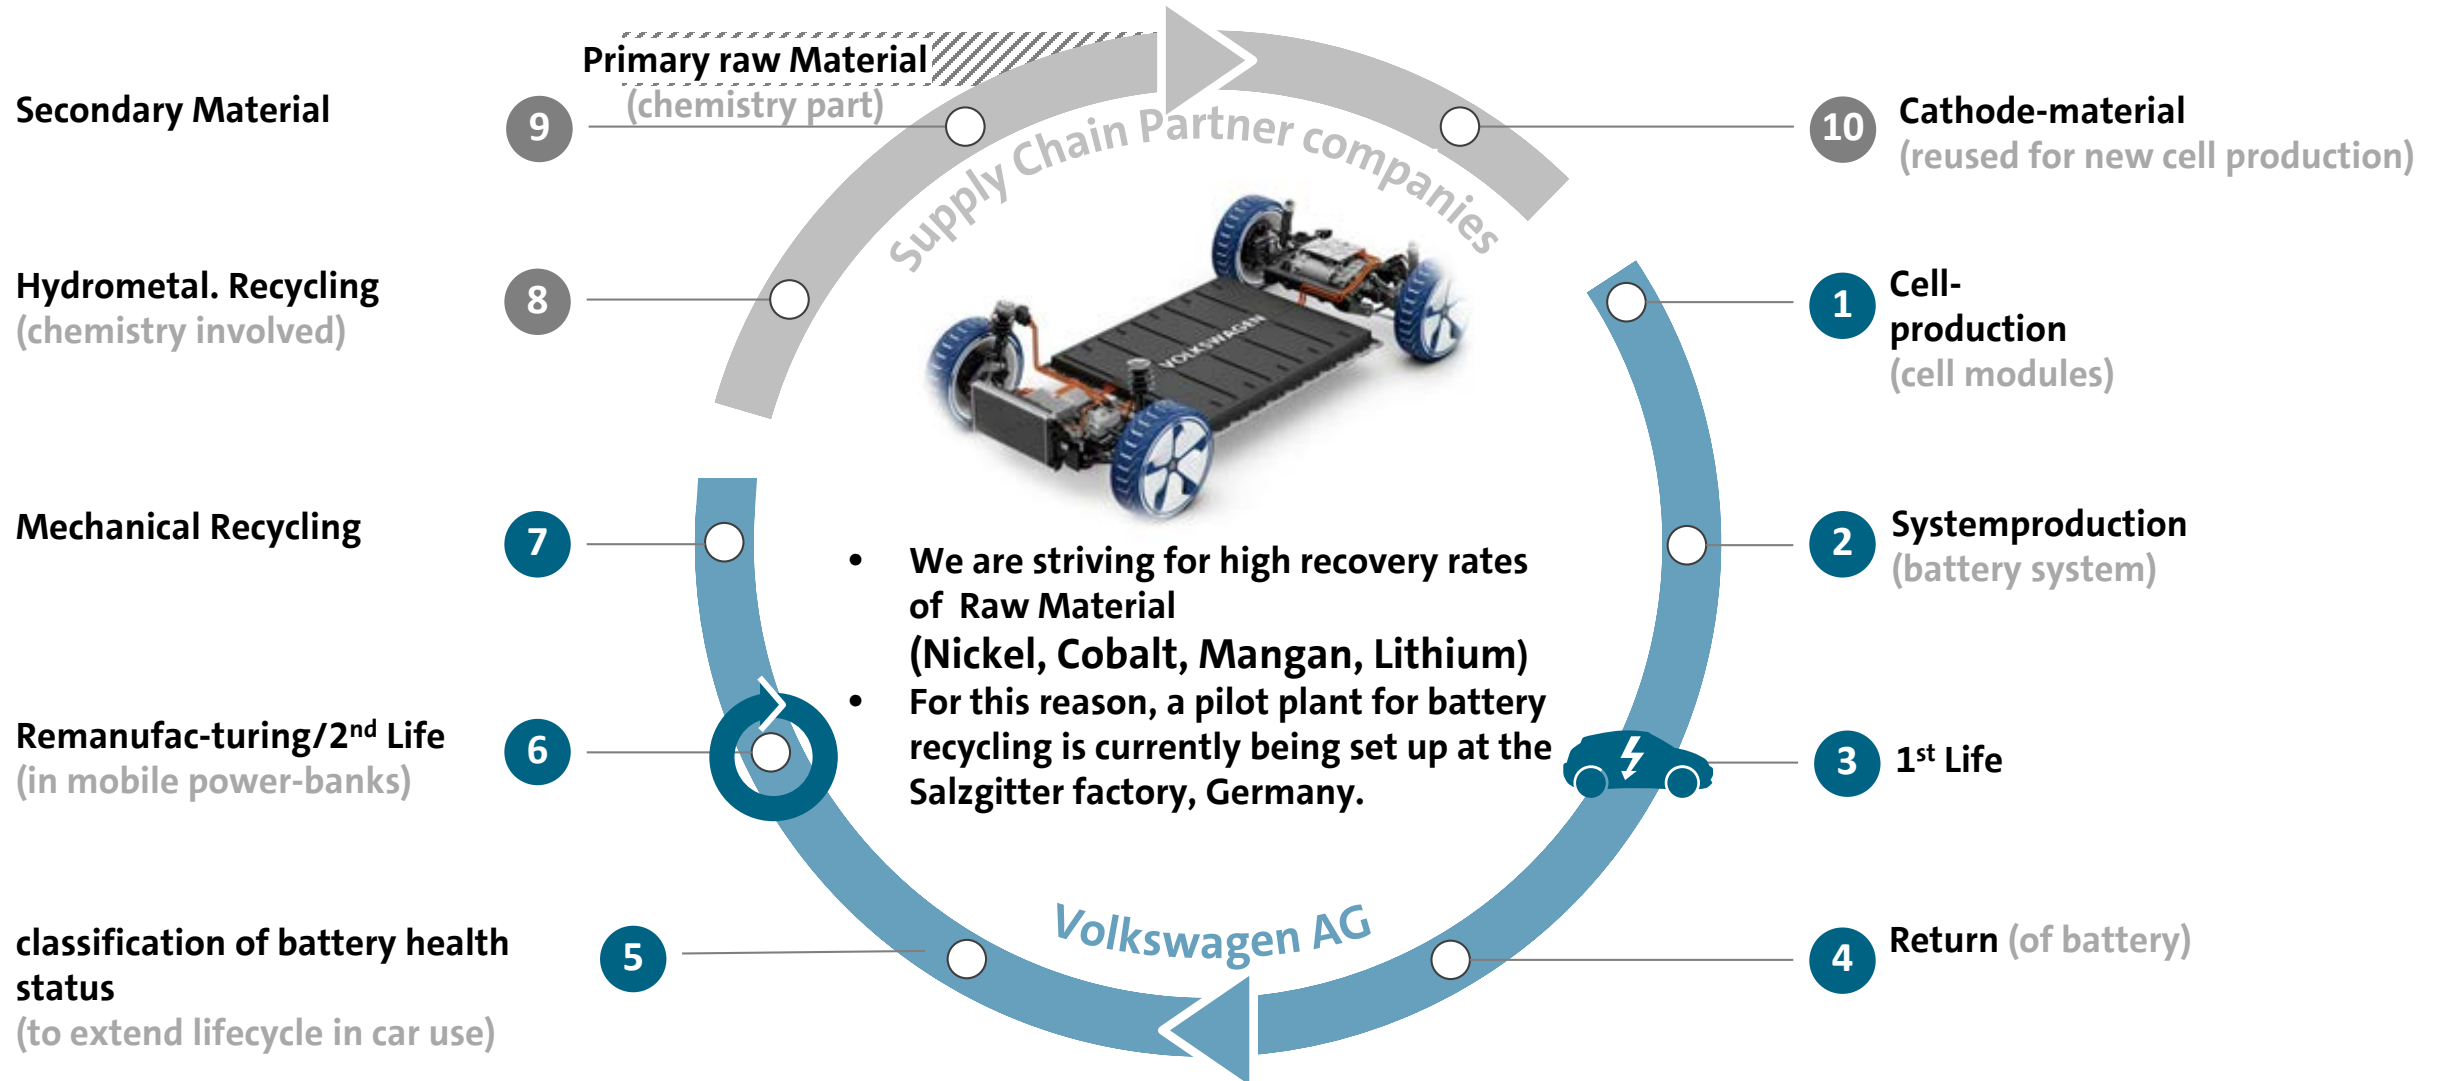 Primary raw Material
(chemistry part)
Secondary Material
9
10
Cathode-material
(reused for new cell production)
Supply Chain Partner companies
Hydrometal. Recycling
(chemistry involved)
8
1
Cell-
production
(cell modules)
VOLKSWAGEN
Mechanical Recycling
7
2
Systemproduction
(battery system)
• We are striving for high recovery rates
of Raw Material
(Nickel, Cobalt, Mangan, Lithium)
• For this reason, a pilot plant for battery
recycling is currently being set up at the
Salzgitter factory, Germany.
Remanufac-turing/2nd Life
(in mobile power-banks)
6
3
1st Life
classification of battery health
status
(to extend lifecycle in car use)
5
Volkswagen AG
4
Return (of battery)